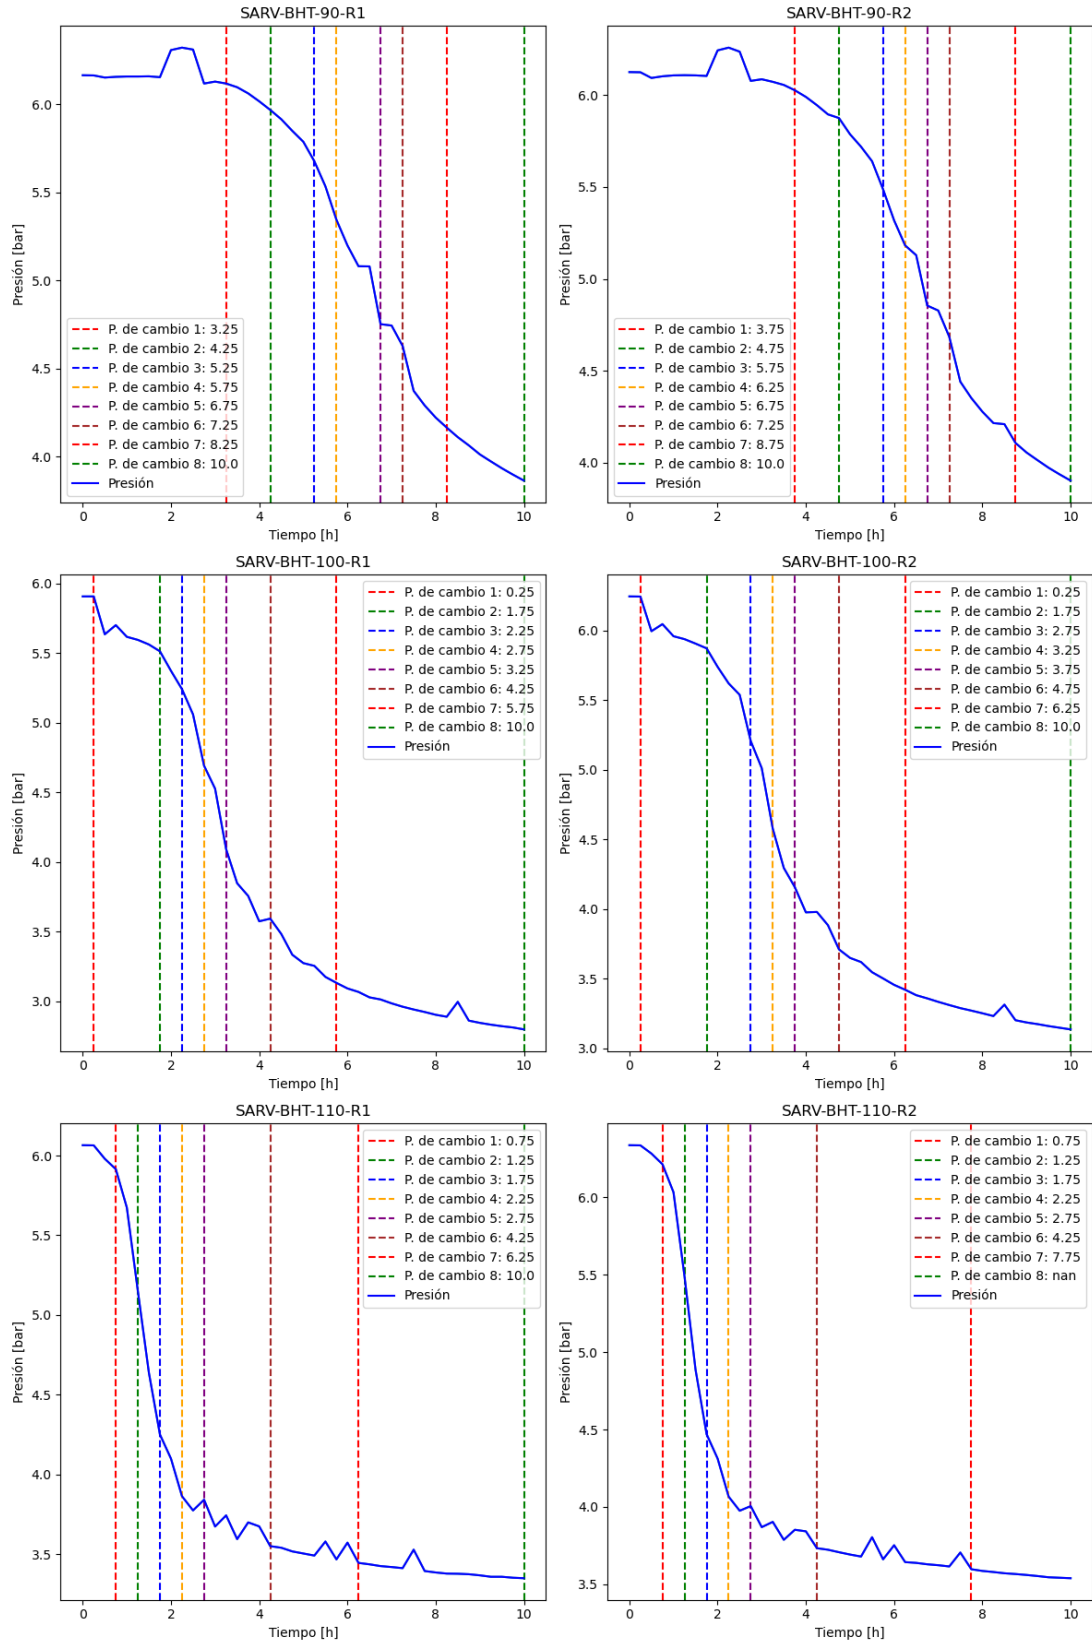 SARV-BHT-90-R1
6.0
5.5
5.0
4.5
4.0
Presión [bar]
P. de cambio 1: 3.25
P. de cambio 2: 4.25
P. de cambio 3: 5.25
P. de cambio 4: 5.75
P. de cambio 5: 6.75
P. de cambio 6: 7.25
P. de cambio 7: 8.25
P. de cambio 8: 10.0
Presión
0 2 4 6 8 10
Tiempo [h]
SARV-BHT-90-R2
6.0
5.5
5.0
4.5
4.0
Presión [bar]
P. de cambio 1: 3.75
P. de cambio 2: 4.75
P. de cambio 3: 5.75
P. de cambio 4: 6.25
P. de cambio 5: 6.75
P. de cambio 6: 7.25
P. de cambio 7: 8.75
P. de cambio 8: 10.0
Presión
0 2 4 6 8 10
Tiempo [h]
SARV-BHT-100-R1
6.0
5.5
5.0
4.5
4.0
3.5
3.0
Presión [bar]
P. de cambio 1: 0.25
P. de cambio 2: 1.75
P. de cambio 3: 2.25
P. de cambio 4: 2.75
P. de cambio 5: 3.25
P. de cambio 6: 4.25
P. de cambio 7: 5.75
P. de cambio 8: 10.0
Presión
0 2 4 6 8 10
Tiempo [h]
SARV-BHT-100-R2
6.0
5.5
5.0
4.5
4.0
3.5
3.0
Presión [bar]
P. de cambio 1: 0.25
P. de cambio 2: 1.75
P. de cambio 3: 2.75
P. de cambio 4: 3.25
P. de cambio 5: 3.75
P. de cambio 6: 4.75
P. de cambio 7: 6.25
P. de cambio 8: 10.0
Presión
0 2 4 6 8 10
Tiempo [h]
SARV-BHT-110-R1
6.0
5.5
5.0
4.5
4.0
3.5
Presión [bar]
P. de cambio 1: 0.75
P. de cambio 2: 1.25
P. de cambio 3: 1.75
P. de cambio 4: 2.25
P. de cambio 5: 2.75
P. de cambio 6: 4.25
P. de cambio 7: 6.25
P. de cambio 8: 10.0
Presión
0 2 4 6 8 10
Tiempo [h]
SARV-BHT-110-R2
6.0
5.5
5.0
4.5
4.0
3.5
Presión [bar]
P. de cambio 1: 0.75
P. de cambio 2: 1.25
P. de cambio 3: 1.75
P. de cambio 4: 2.25
P. de cambio 5: 2.75
P. de cambio 6: 4.25
P. de cambio 7: 7.75
P. de cambio 8: nan
Presión
0 2 4 6 8 10
Tiempo [h]